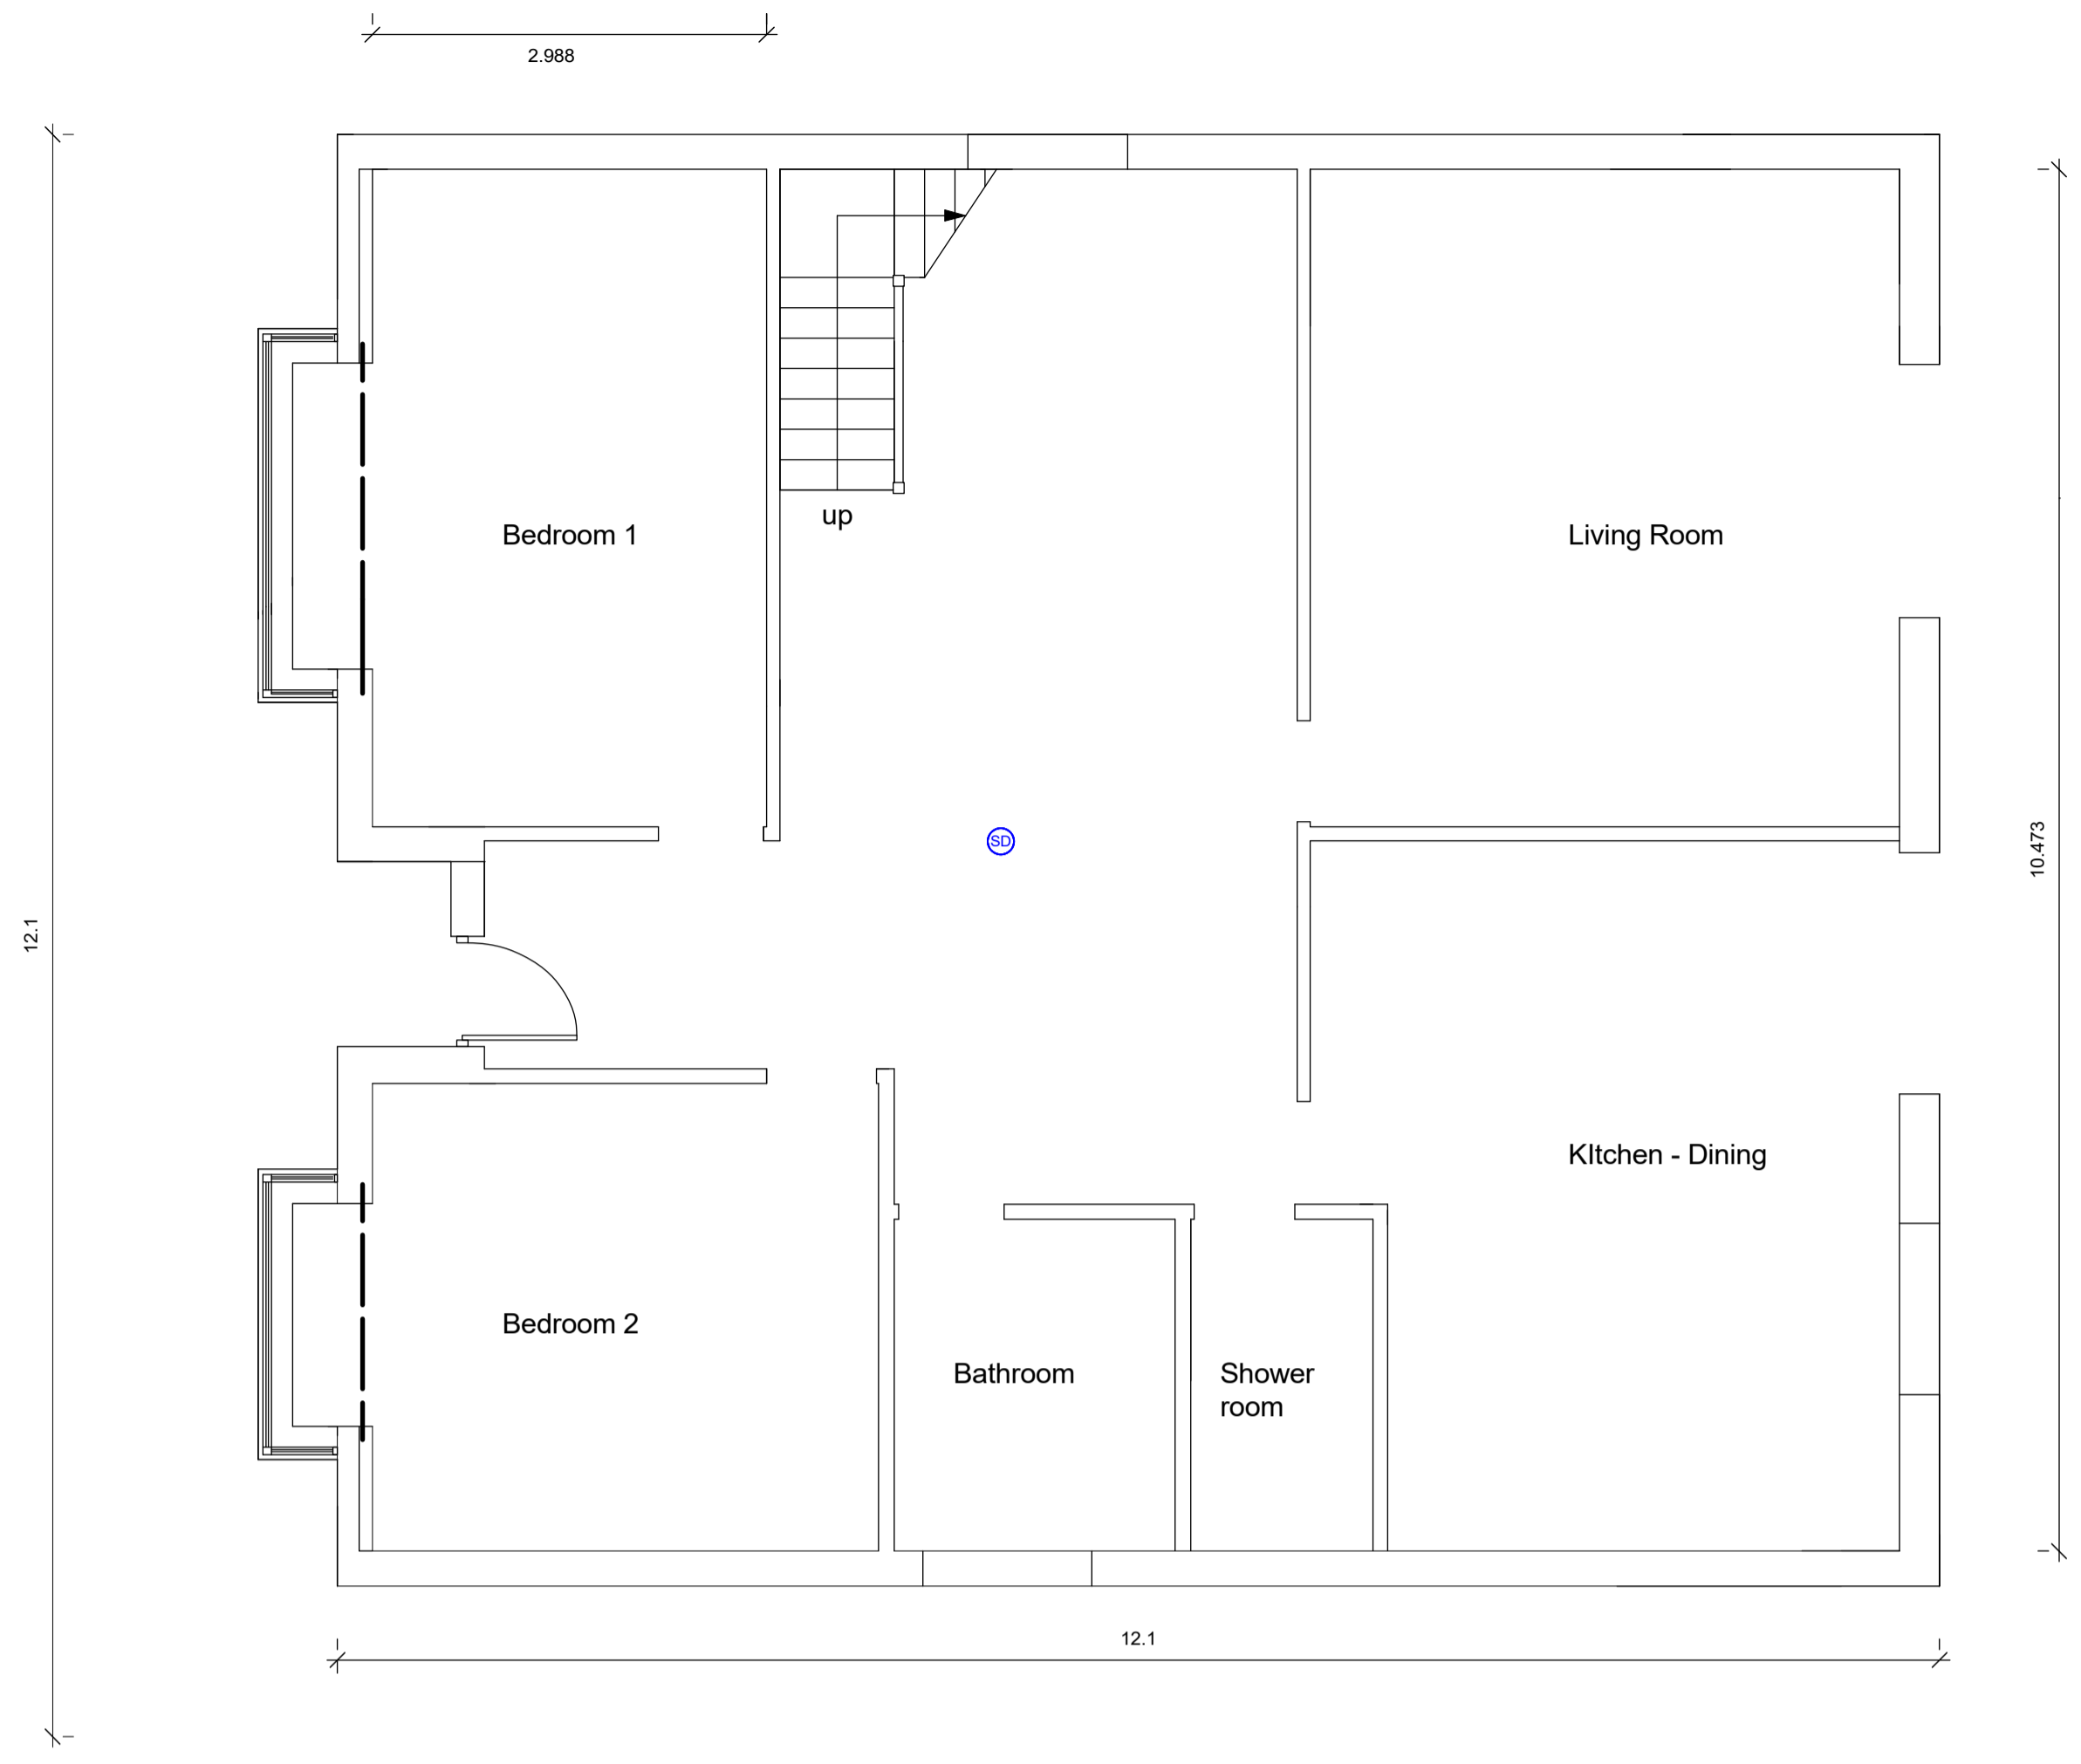 2.988
up
Bedroom 1
Living Room
SD
10.473
12.1
KItchen - Dining
Bedroom 2
Bathroom
Shower
room
12.1